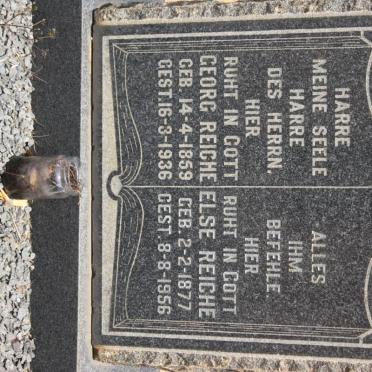 HARRE
MEINE SEELE
HARRE
DES HERRN.
HIER
RUHT IN GOTT
GEORG REICHE
GEB. 14-4-1859
GEST. 16-8-1936
ALLES
IHM
BEFEHLE
HIER
RUHT IN GOTT
ELSE REICHE
GEB 2-2-1877
GEST 8-8-1956